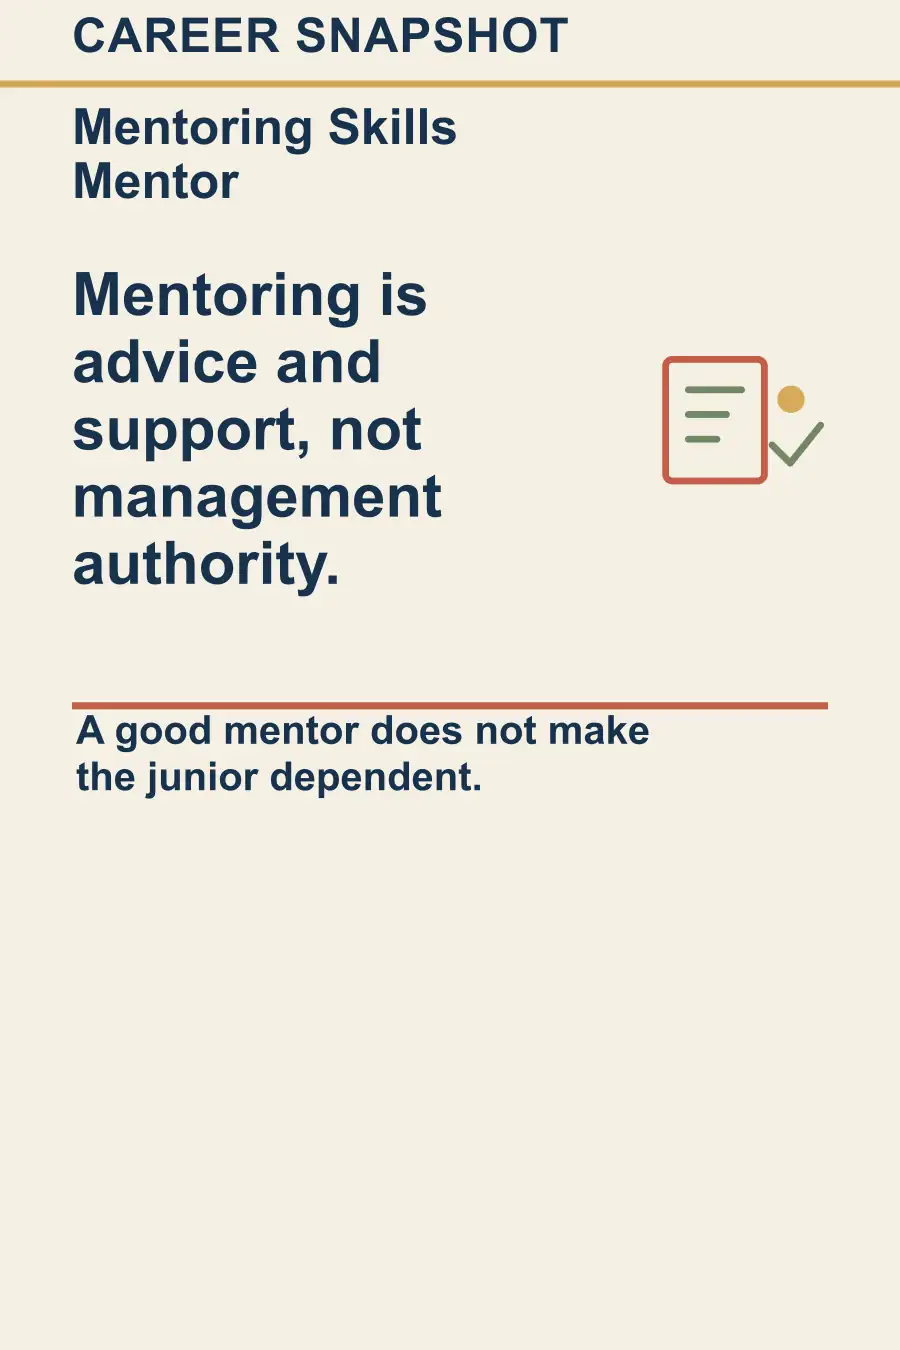 CAREER SNAPSHOT
Mentoring Skills
Mentor
Mentoring is
advice and
support, not
management
authority.
A good mentor does not make
the junior dependent.